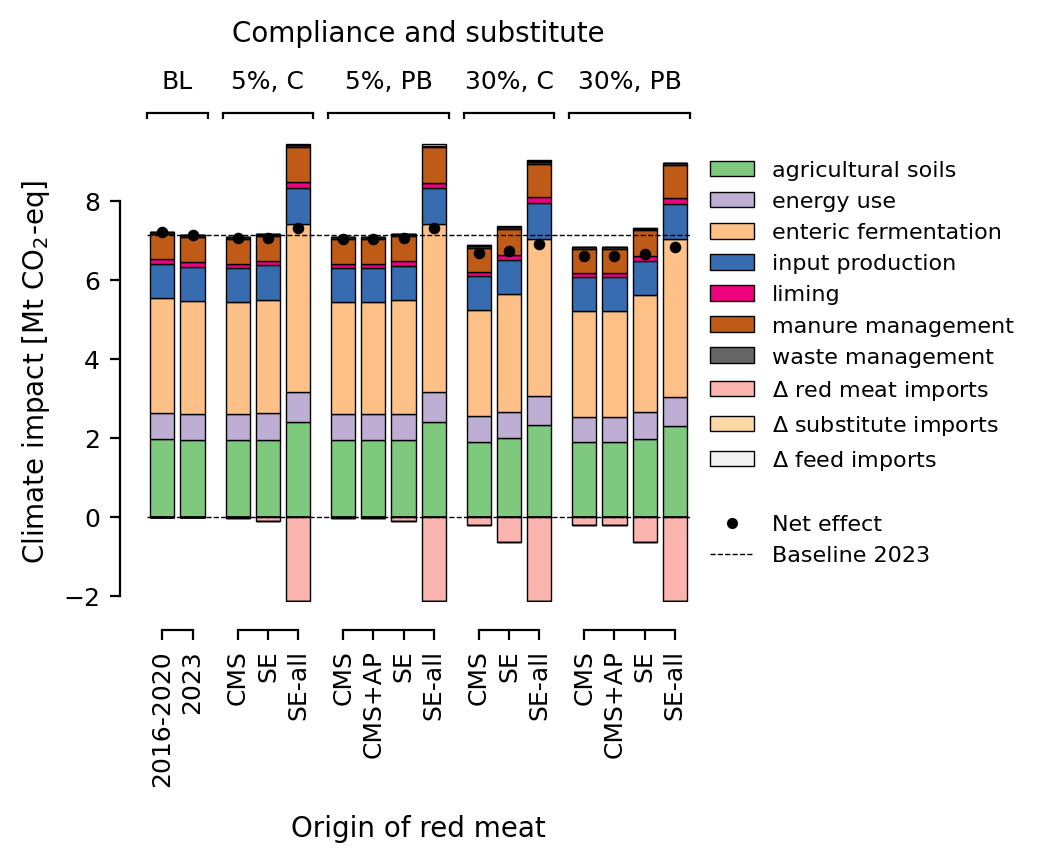 Compliance and substitute
BL 5%, C 5%, PB 30%, C 30%, PB
Climate impact [Mt CO₂-eq]
8
6
4
2
0
−2
agricultural soils
energy use
enteric fermentation
input production
liming
manure management
waste management
Δ red meat imports
Δ substitute imports
Δ feed imports
Net effect
Baseline 2023
2016-2020
2023
CMS
SE
SE-all
CMS
CMS+AP
SE
SE-all
CMS
SE
SE-all
CMS
CMS+AP
SE
SE-all
Origin of red meat